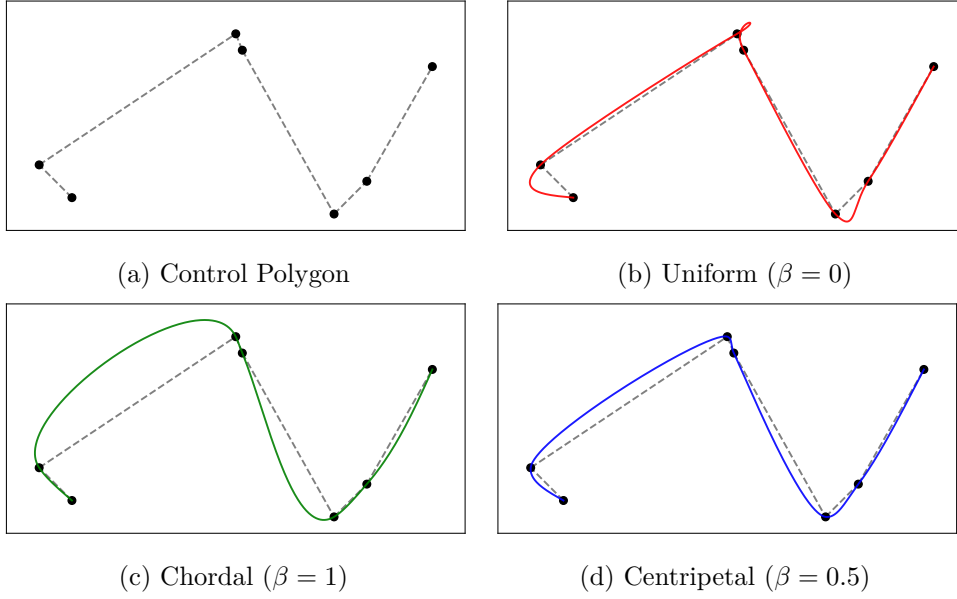 (a) Control Polygon
(b) Uniform (β = 0)
(c) Chordal (β = 1)
(d) Centripetal (β = 0.5)